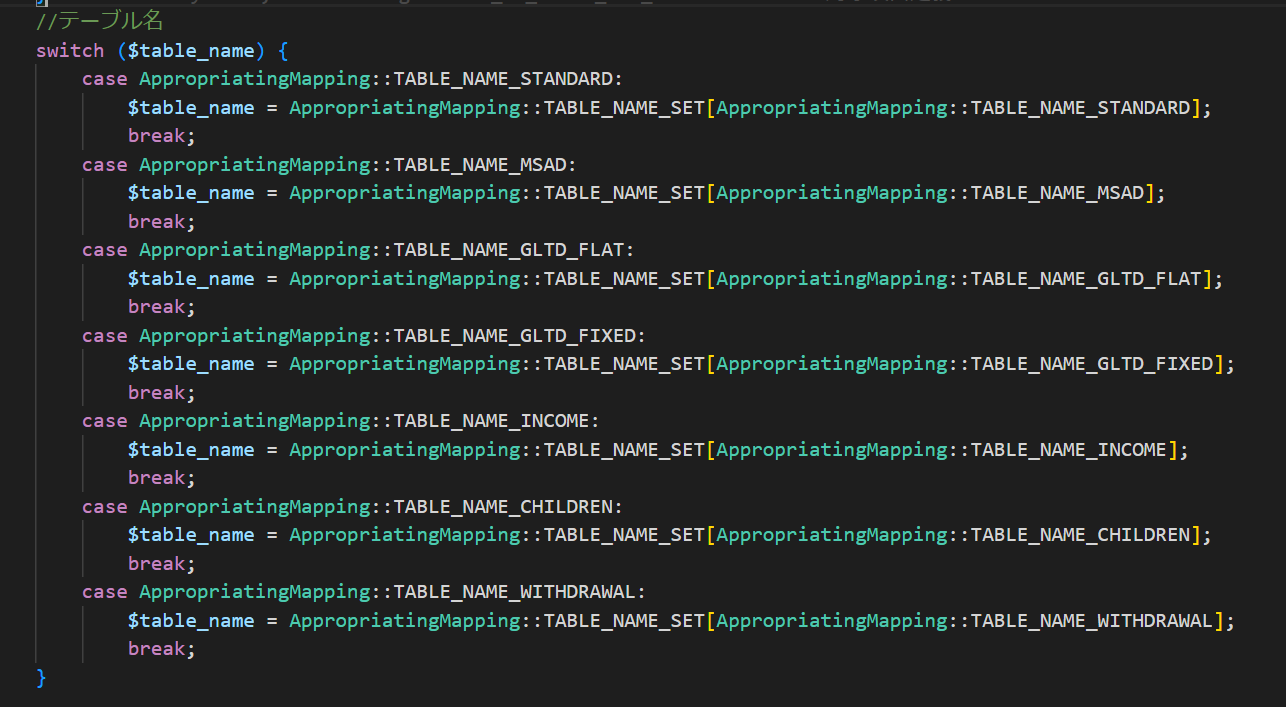 //テーブル名
switch ($table_name) {
    case AppropriatingMapping::TABLE_NAME_STANDARD:
        $table_name = AppropriatingMapping::TABLE_NAME_SET[AppropriatingMapping::TABLE_NAME_STANDARD];
        break;
    case AppropriatingMapping::TABLE_NAME_MSAD:
        $table_name = AppropriatingMapping::TABLE_NAME_SET[AppropriatingMapping::TABLE_NAME_MSAD];
        break;
    case AppropriatingMapping::TABLE_NAME_GLTD_FLAT:
        $table_name = AppropriatingMapping::TABLE_NAME_SET[AppropriatingMapping::TABLE_NAME_GLTD_FLAT];
        break;
    case AppropriatingMapping::TABLE_NAME_GLTD_FIXED:
        $table_name = AppropriatingMapping::TABLE_NAME_SET[AppropriatingMapping::TABLE_NAME_GLTD_FIXED];
        break;
    case AppropriatingMapping::TABLE_NAME_INCOME:
        $table_name = AppropriatingMapping::TABLE_NAME_SET[AppropriatingMapping::TABLE_NAME_INCOME];
        break;
    case AppropriatingMapping::TABLE_NAME_CHILDREN:
        $table_name = AppropriatingMapping::TABLE_NAME_SET[AppropriatingMapping::TABLE_NAME_CHILDREN];
        break;
    case AppropriatingMapping::TABLE_NAME_WITHDRAWAL:
        $table_name = AppropriatingMapping::TABLE_NAME_SET[AppropriatingMapping::TABLE_NAME_WITHDRAWAL];
        break;
}